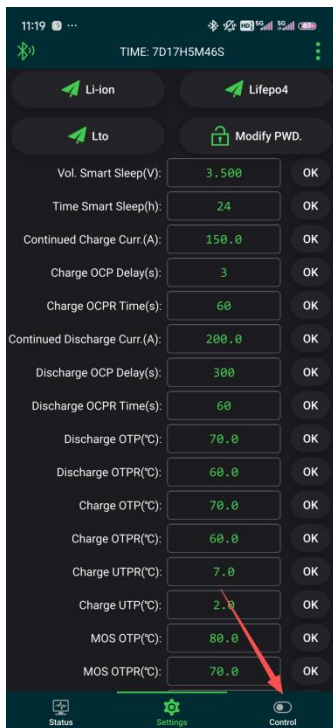 11:19 ...
TIME: 7D17H5M46S
Li-ion
Lifepo4
Lto
Modify PWD.
Vol. Smart Sleep(V): 3.500 OK
Time Smart Sleep(h): 24 OK
Continued Charge Curr.(A): 150.0 OK
Charge OCP Delay(s): 3 OK
Charge OCPR Time(s): 60 OK
Continued Discharge Curr.(A): 200.0 OK
Discharge OCP Delay(s): 300 OK
Discharge OCPR Time(s): 60 OK
Discharge OTP(℃): 70.0 OK
Discharge OTPR(℃): 60.0 OK
Charge OTP(℃): 70.0 OK
Charge OTPR(℃): 60.0 OK
Charge UTPR(℃): 7.0 OK
Charge UTP(℃): 2.0 OK
MOS OTP(℃): 80.0 OK
MOS OTPR(℃): 70.0 OK
Status
Settings
Control